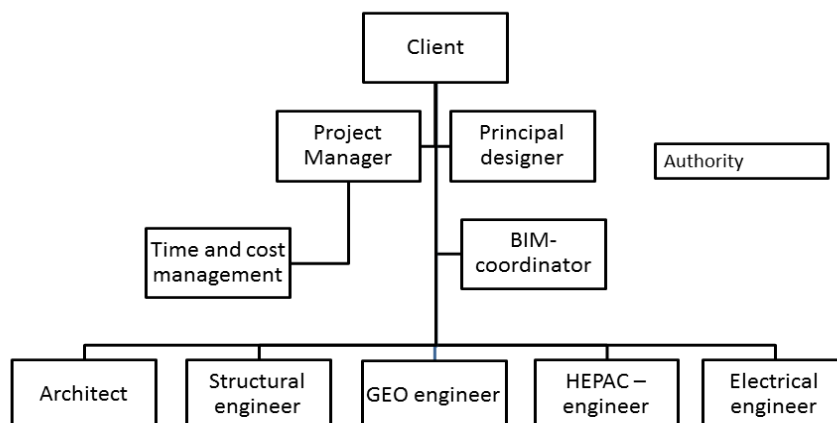 Client
Project
Manager
Principal
designer
Authority
Time and cost
management
BIM-
coordinator
Architect
Structural
engineer
GEO engineer
HEPAC –
engineer
Electrical
engineer